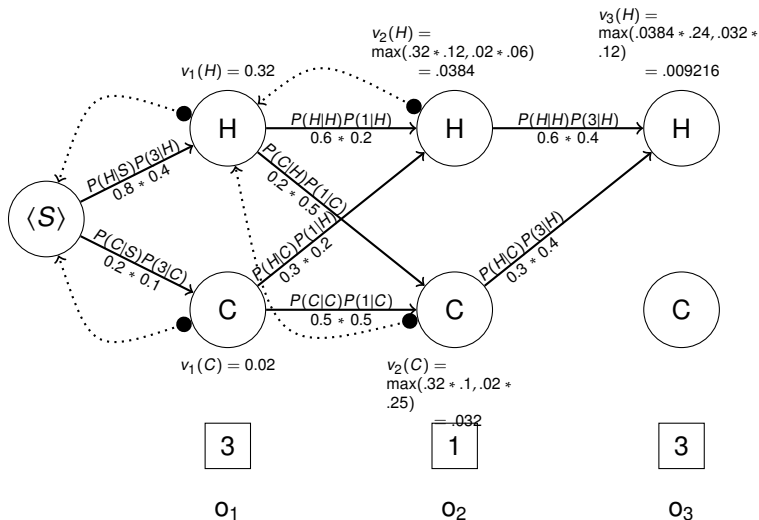 v₃(H) =
max(.0384 ∗ .24, .032 ∗
.12)
= .009216
v₂(H) =
max(.32 ∗ .12, .02 ∗ .06)
= .0384
v₁(H) = 0.32
H
P(H|H)P(1|H)
0.6 ∗ 0.2
H
P(H|H)P(3|H)
0.6 ∗ 0.4
H
P(H|S)P(3|H)
0.8 ∗ 0.4
P(C|H)P(1|C)
0.2 ∗ 0.5
⟨S⟩
P(C|S)P(3|C)
0.2 ∗ 0.1
P(H|C)P(1|H)
0.3 ∗ 0.2
P(H|C)P(3|H)
0.3 ∗ 0.4
C
P(C|C)P(1|C)
0.5 ∗ 0.5
C
C
v₁(C) = 0.02
v₂(C) =
max(.32 ∗ .1, .02 ∗
.25)
= .032
3
1
3
o₁
o₂
o₃